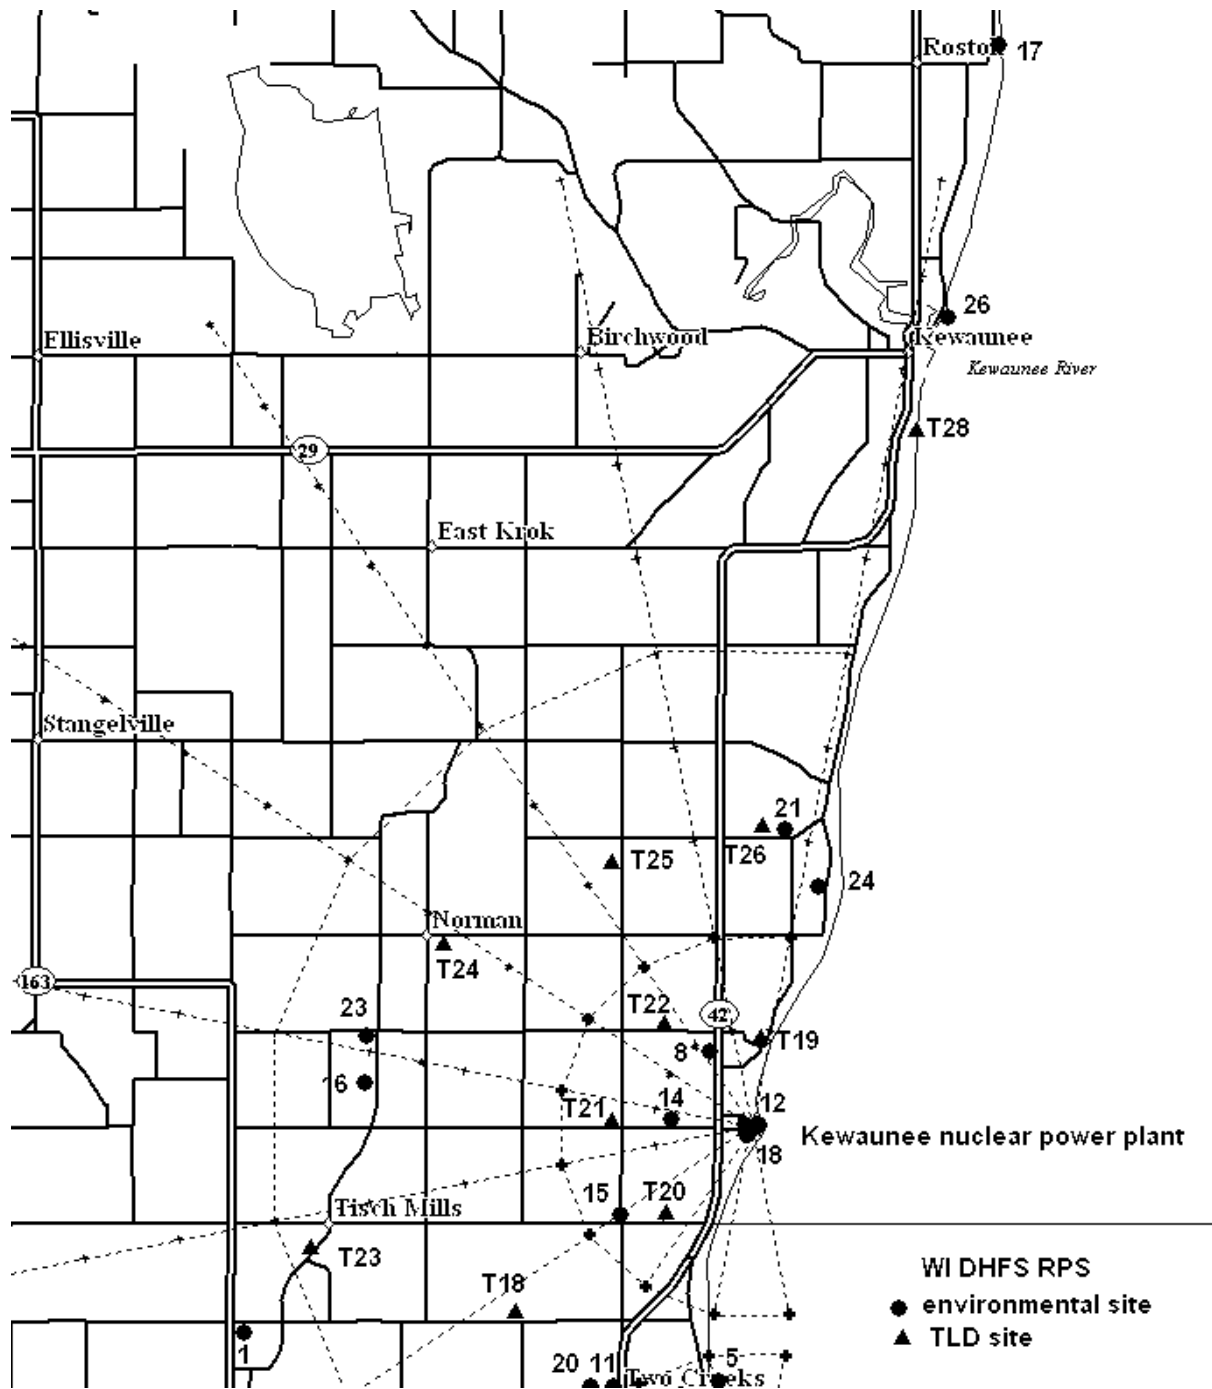 Rostok
17
26
Ellisville
Birchwood
Kewaunee
Kewaunee River
T28
29
East Krok
Stangelville
21
T25
T26
24
Norman
T24
163
23
T22
42
T19
8
16
14
12
T21
Kewaunee nuclear power plant
18
15
T20
Tisch Mills
T23
WI DHFS RPS
T18
environmental site
TLD site
1
20
11
5
Two Creeks